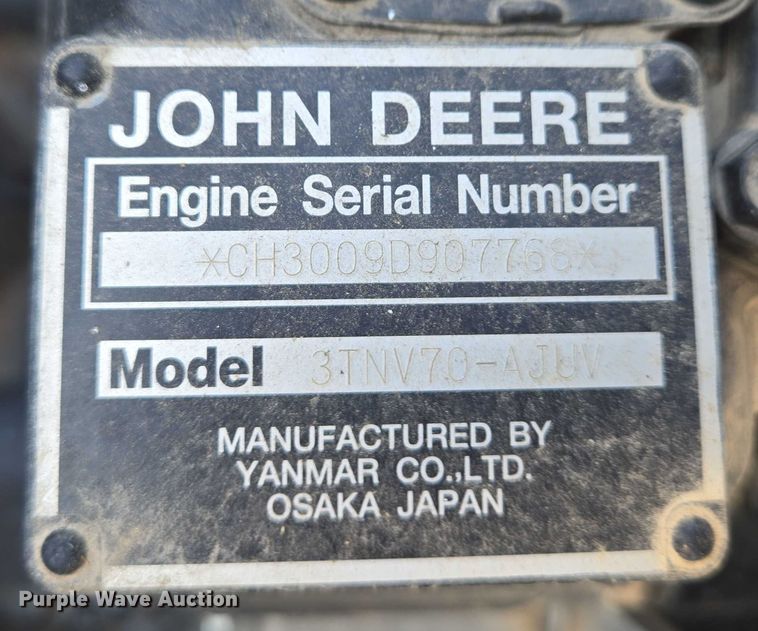 JOHN DEERE
Engine Serial Number
*CH3009D907768*
Model 3TNV70-AJUV
MANUFACTURED BY
YANMAR CO.,LTD.
OSAKA JAPAN
Purple Wave Auction